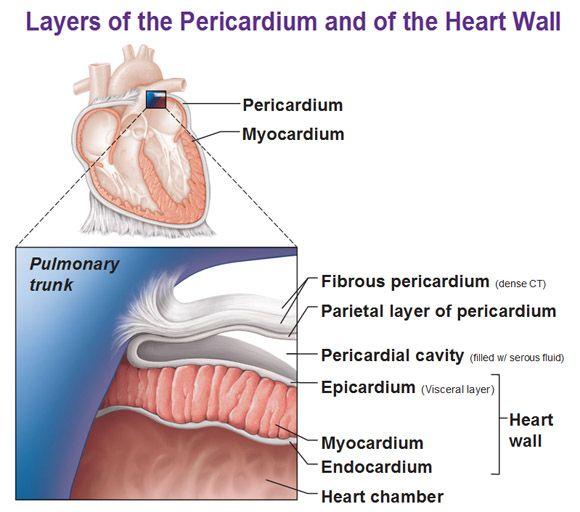 Layers of the Pericardium and of the Heart Wall
Pericardium
Myocardium
Pulmonary
trunk
Fibrous pericardium (dense CT)
Parietal layer of pericardium
Pericardial cavity (filled w/ serous fluid)
Epicardium (Visceral layer)
Heart
wall
Myocardium
Endocardium
Heart chamber